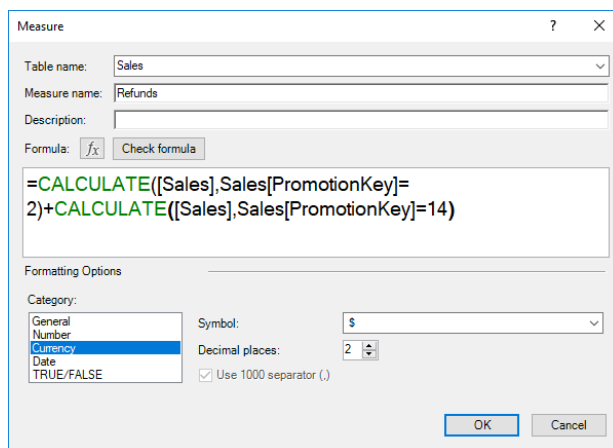 Measure ? ×
Table name: Sales
Measure name: Refunds
Description:
Formula: fx Check formula
=CALCULATE([Sales],Sales[PromotionKey]=
2)+CALCULATE([Sales],Sales[PromotionKey]=14)
Formatting Options
Category:
General
Number
Currency
Date
TRUE/FALSE
Symbol: $
Decimal places: 2
Use 1000 separator (,)
OK Cancel